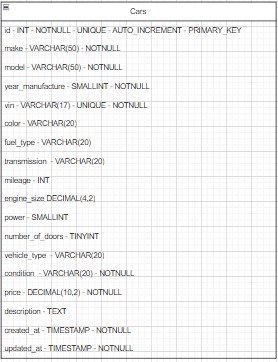 Cars
id - INT - NOTNULL - UNIQUE - AUTO_INCREMENT - PRIMARY_KEY
make - VARCHAR(50) - NOTNULL
model - VARCHAR(50) - NOTNULL
year_manufacture - SMALLINT - NOTNULL
vin - VARCHAR(17) - UNIQUE - NOTNULL
color - VARCHAR(20)
fuel_type - VARCHAR(20)
transmission - VARCHAR(20)
mileage - INT
engine_size DECIMAL(4,2)
power - SMALLINT
number_of_doors - TINYINT
vehicle_type - VARCHAR(20)
condition - VARCHAR(20) - NOTNULL
price - DECIMAL(10,2) - NOTNULL
description - TEXT
created_at - TIMESTAMP - NOTNULL
updated_at - TIMESTAMP - NOTNULL